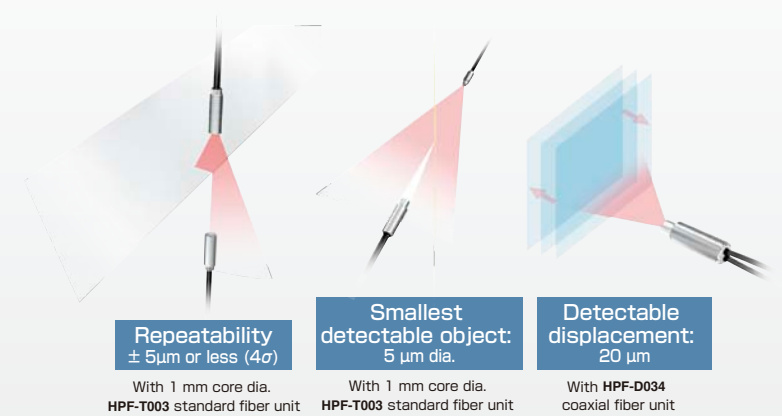 Repeatability
± 5µm or less (4σ)
With 1 mm core dia.
HPF-T003 standard fiber unit
Smallest
detectable object:
5 µm dia.
With 1 mm core dia.
HPF-T003 standard fiber unit
Detectable
displacement:
20 µm
With HPF-D034
coaxial fiber unit